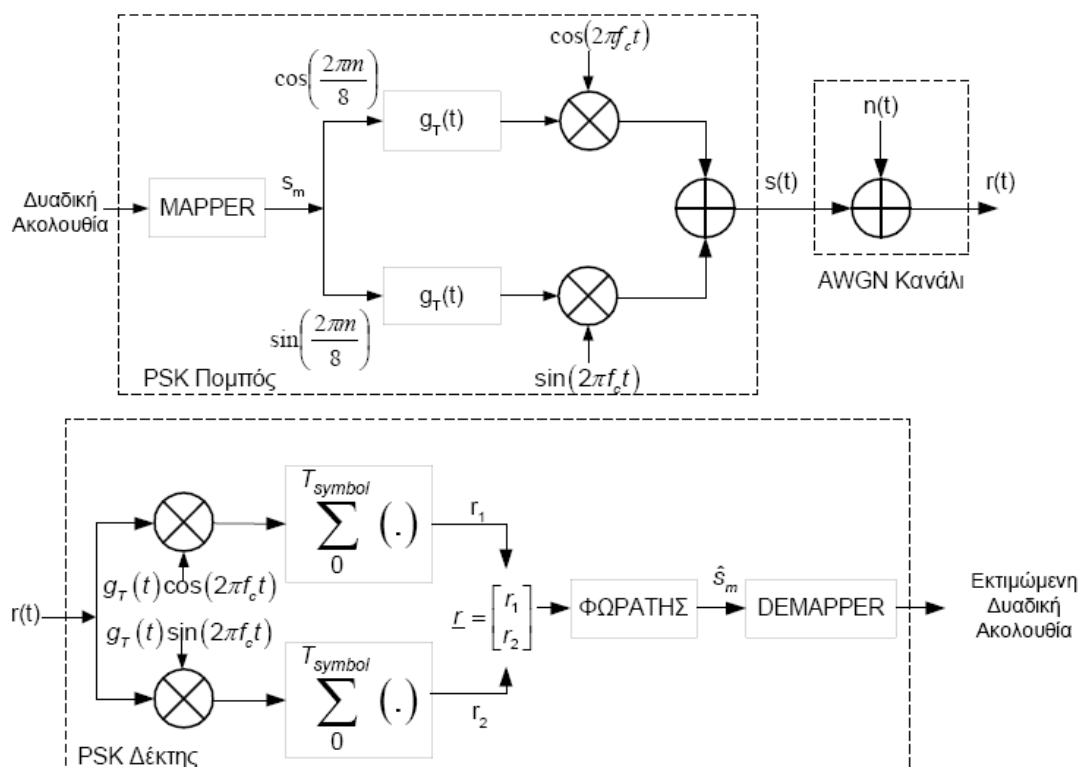 cos(2πf_c t)
cos(2πm/8)
g_T(t)
n(t)
Δυαδική
Ακολουθία
MAPPER
s_m
s(t)
r(t)
g_T(t)
AWGN Κανάλι
sin(2πm/8)
PSK Πομπός
sin(2πf_c t)
T_symbol
∑ (.)
0
r_1
g_T(t)cos(2πf_c t)
r(t)
g_T(t)sin(2πf_c t)
r = [r_1 r_2]
ΦΩΡΑΤΗΣ
ŝ_m
DEMAPPER
Εκτιμώμενη
Δυαδική
Ακολουθία
T_symbol
∑ (.)
0
r_2
PSK Δέκτης